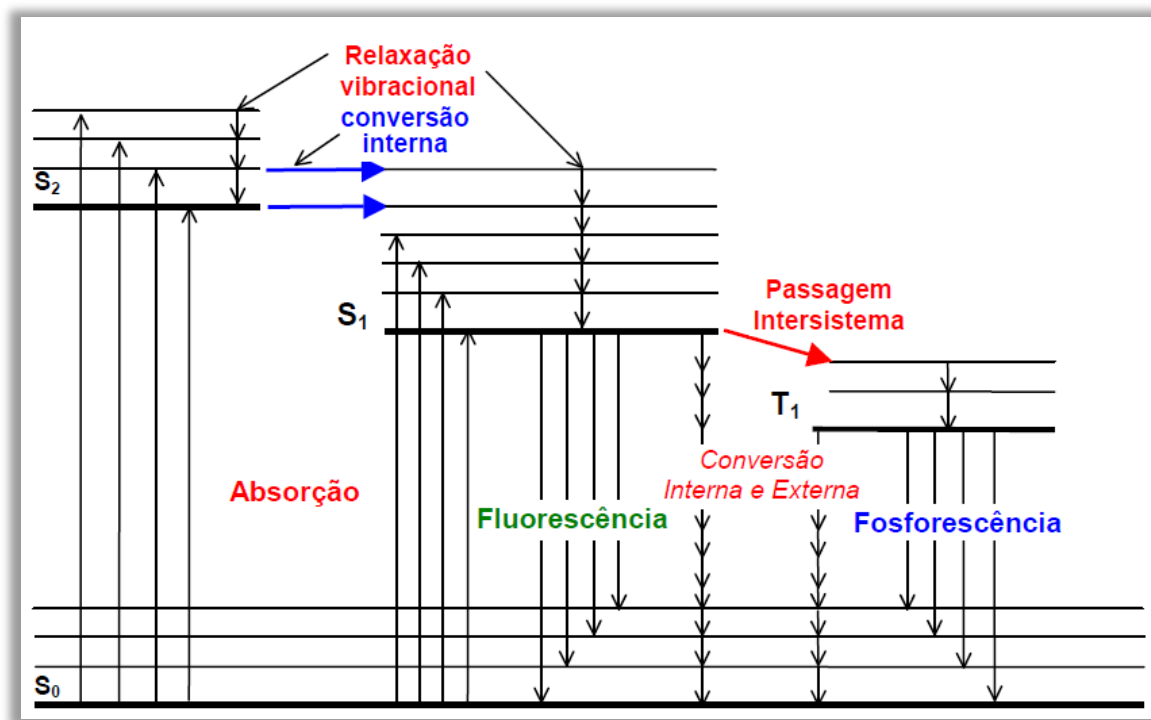 Relaxação
vibracional
conversão
interna
S₂
S₁
Passagem
Intersistema
T₁
Conversão
Interna e Externa
Absorção
Fluorescência
Fosforescência
S₀